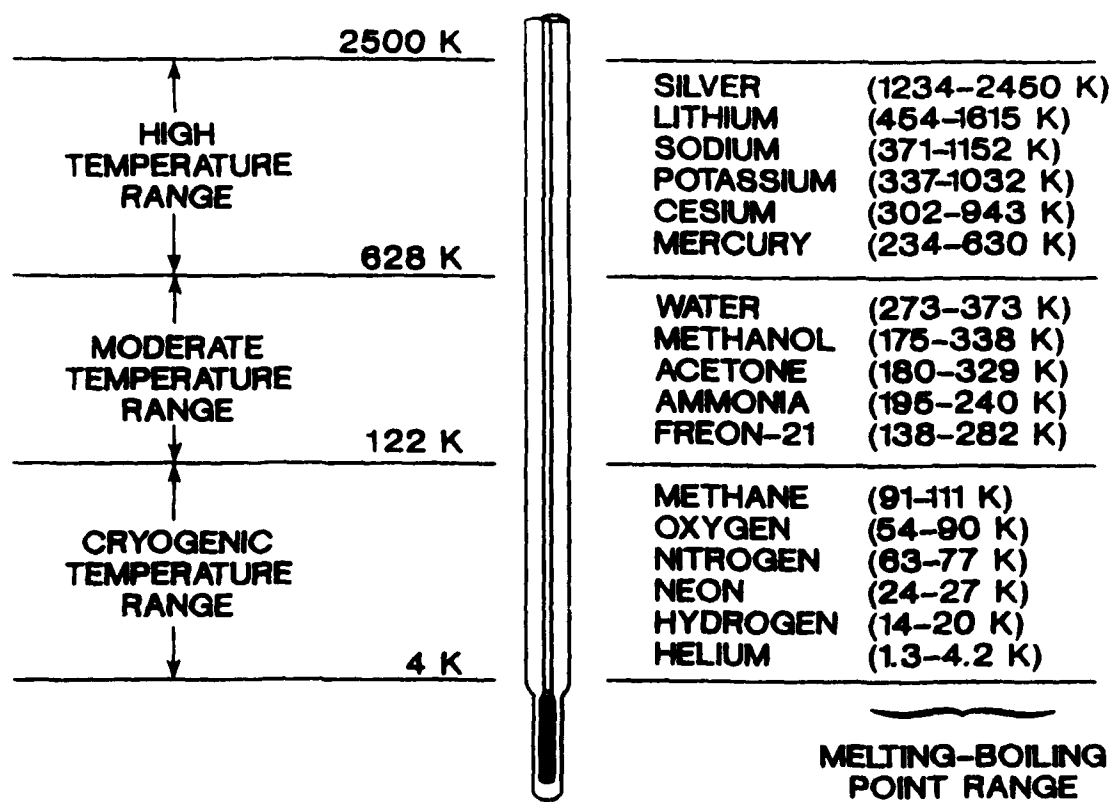 2500 K
HIGH
TEMPERATURE
RANGE
628 K
MODERATE
TEMPERATURE
RANGE
122 K
CRYOGENIC
TEMPERATURE
RANGE
4 K
SILVER (1234–2450 K)
LITHIUM (454–1615 K)
SODIUM (371–1152 K)
POTASSIUM (337–1032 K)
CESIUM (302–943 K)
MERCURY (234–630 K)
WATER (273–373 K)
METHANOL (175–338 K)
ACETONE (180–329 K)
AMMONIA (195–240 K)
FREON–21 (138–282 K)
METHANE (91–111 K)
OXYGEN (54–90 K)
NITROGEN (63–77 K)
NEON (24–27 K)
HYDROGEN (14–20 K)
HELIUM (1.3–4.2 K)
MELTING–BOILING
POINT RANGE